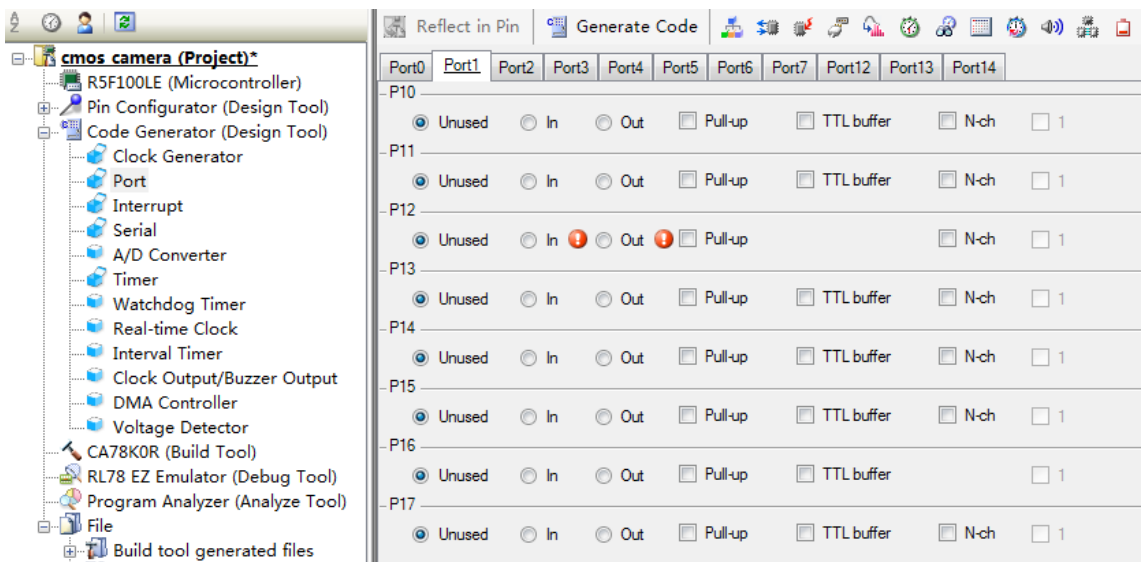 Reflect in Pin Generate Code
cmos camera (Project)*
R5F100LE (Microcontroller)
Pin Configurator (Design Tool)
Code Generator (Design Tool)
Clock Generator
Port
Interrupt
Serial
A/D Converter
Timer
Watchdog Timer
Real-time Clock
Interval Timer
Clock Output/Buzzer Output
DMA Controller
Voltage Detector
CA78K0R (Build Tool)
RL78 EZ Emulator (Debug Tool)
Program Analyzer (Analyze Tool)
File
Build tool generated files
Port0 Port1 Port2 Port3 Port4 Port5 Port6 Port7 Port12 Port13 Port14
P10
Unused In Out Pull-up TTL buffer N-ch 1
P11
Unused In Out Pull-up TTL buffer N-ch 1
P12
Unused In Out Pull-up N-ch 1
P13
Unused In Out Pull-up TTL buffer N-ch 1
P14
Unused In Out Pull-up TTL buffer N-ch 1
P15
Unused In Out Pull-up TTL buffer N-ch 1
P16
Unused In Out Pull-up TTL buffer 1
P17
Unused In Out Pull-up TTL buffer N-ch 1